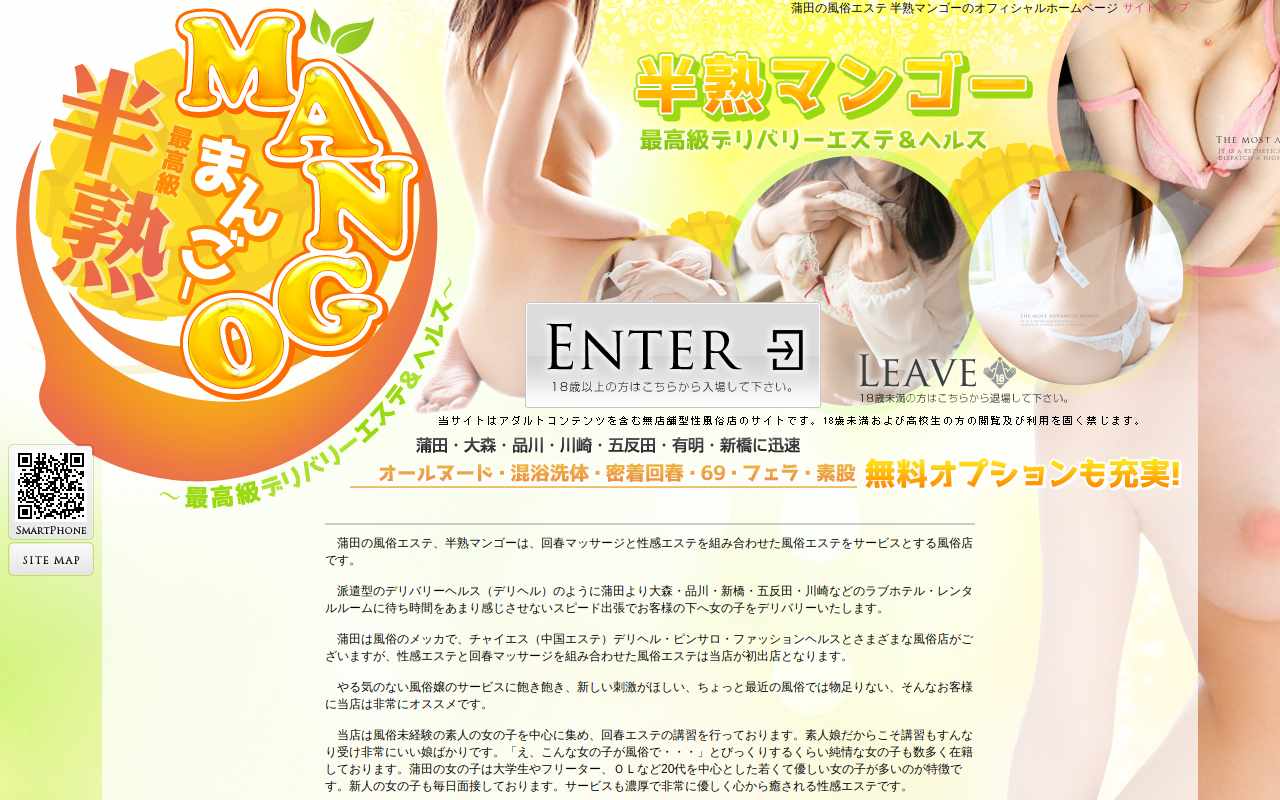 蒲田の風俗エステ 半熟マンゴーのオフィシャルホームページ サイトマップ
MANGO
半熟
最高級
まんごー
～最高級デリバリーエステ&ヘルス～
半熟マンゴー
最高級デリバリーエステ＆ヘルス
THE MOST A
ENTER
18歳以上の方はこちらから入場して下さい。
LEAVE
18
18歳未満の方はこちらから退場して下さい。
当サイトはアダルトコンテンツを含む無店舗型性風俗店のサイトです。18歳未満および高校生の方の閲覧及び利用を固く禁じます。
蒲田・大森・品川・川崎・五反田・有明・新橋に迅速
オールヌード・混浴洗体・密着回春・69・フェラ・素股 無料オプションも充実!
SMARTPHONE
SITE MAP
蒲田の風俗エステ、半熟マンゴーは、回春マッサージと性感エステを組み合わせた風俗エステをサービスとする風俗店
です。
派遣型のデリバリーヘルス（デリヘル）のように蒲田より大森・品川・新橋・五反田・川崎などのラブホテル・レンタ
ルルームに待ち時間をあまり感じさせないスピード出張でお客様の下へ女の子をデリバリーいたします。
蒲田は風俗のメッカで、チャイエス（中国エステ）デリヘル・ピンサロ・ファッションヘルスとさまざまな風俗店がご
ざいますが、性感エステと回春マッサージを組み合わせた風俗エステは当店が初出店となります。
やる気のない風俗嬢のサービスに飽き飽き、新しい刺激がほしい、ちょっと最近の風俗では物足りない、そんなお客様
に当店は非常にオススメです。
当店は風俗未経験の素人の女の子を中心に集め、回春エステの講習を行っております。素人娘だからこそ講習もすんな
り受け非常にいい娘ばかりです。「え、こんな女の子が風俗で・・・」とびっくりするくらい純情な女の子も数多く在籍
しております。蒲田の女の子は大学生やフリーター、ＯＬなど20代を中心とした若くて優しい女の子が多いのが特徴で
す。新人の女の子も毎日面接しております。サービスも濃厚で非常に優しく心から癒される性感エステです。